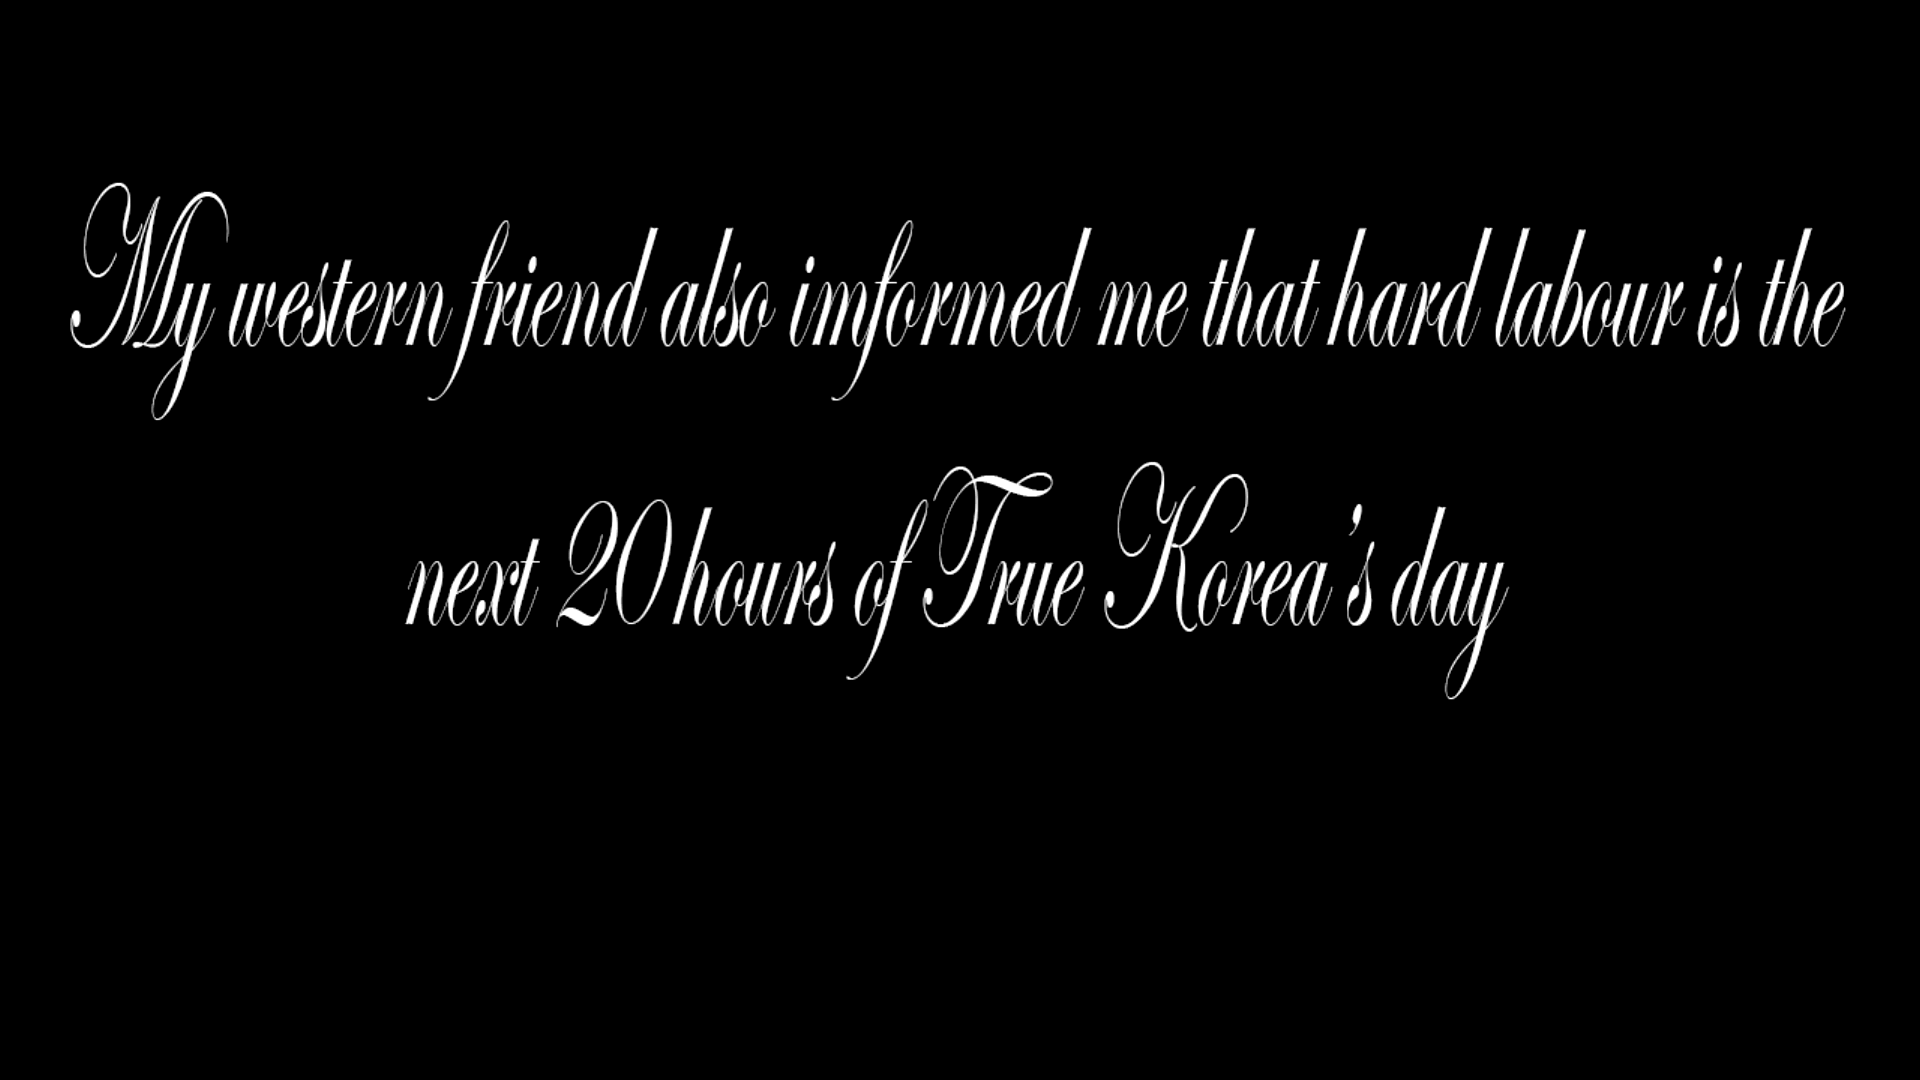 My western friend also imformed me that hard labour is the
next 20 hours of True Korea's day